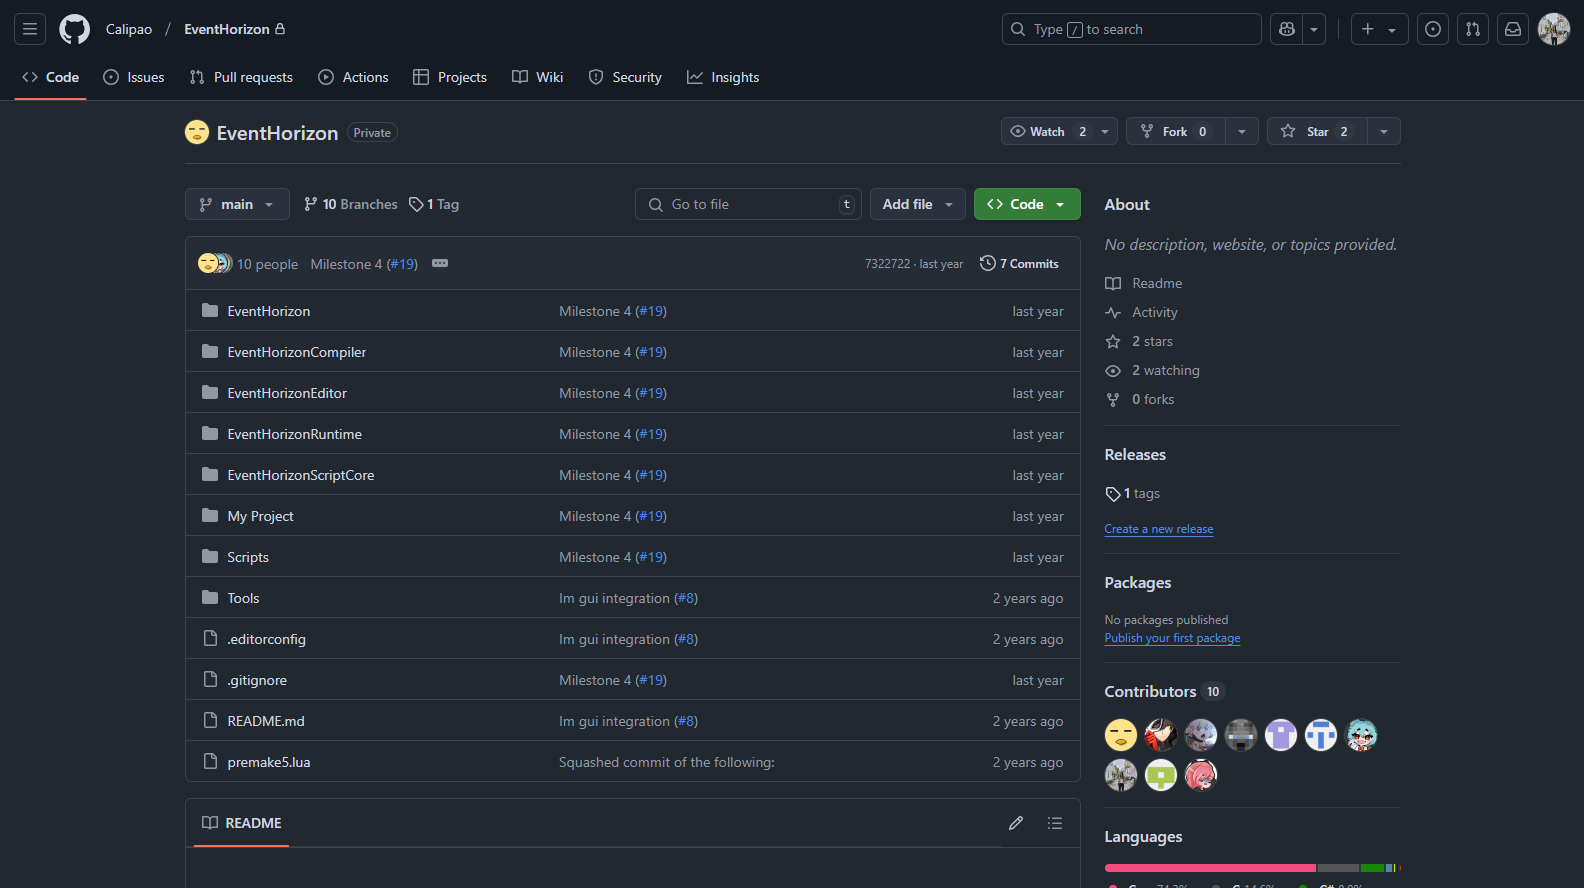 Calipao / EventHorizon
Type / to search
Code Issues Pull requests Actions Projects Wiki Security Insights
EventHorizon Private
Watch 2 Fork 0 Star 2
main 10 Branches 1 Tag Go to file t Add file Code
10 people Milestone 4 (#19) 7322722 · last year 7 Commits
EventHorizon Milestone 4 (#19) last year
EventHorizonCompiler Milestone 4 (#19) last year
EventHorizonEditor Milestone 4 (#19) last year
EventHorizonRuntime Milestone 4 (#19) last year
EventHorizonScriptCore Milestone 4 (#19) last year
My Project Milestone 4 (#19) last year
Scripts Milestone 4 (#19) last year
Tools Im gui integration (#8) 2 years ago
.editorconfig Im gui integration (#8) 2 years ago
.gitignore Milestone 4 (#19) last year
README.md Im gui integration (#8) 2 years ago
premake5.lua Squashed commit of the following: 2 years ago
README
About
No description, website, or topics provided.
Readme
Activity
2 stars
2 watching
0 forks
Releases
1 tags
Create a new release
Packages
No packages published
Publish your first package
Contributors 10
Languages